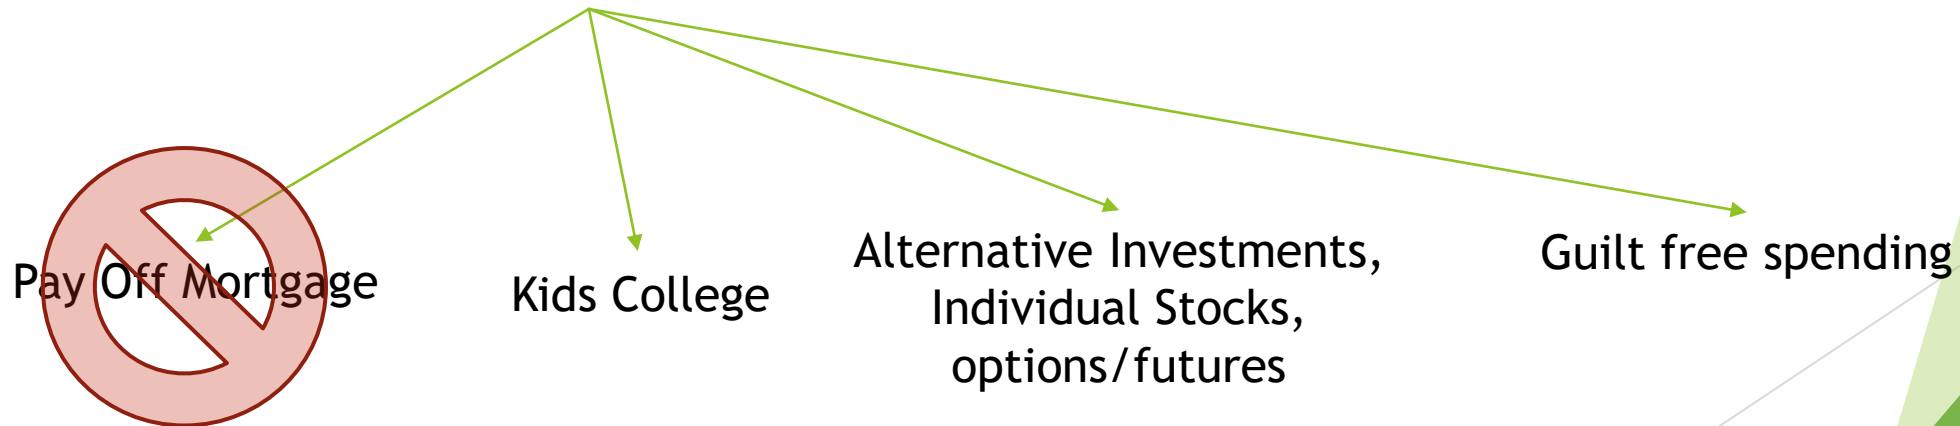 Pay Off Mortgage
Kids College
Alternative Investments,
Individual Stocks,
options/futures
Guilt free spending